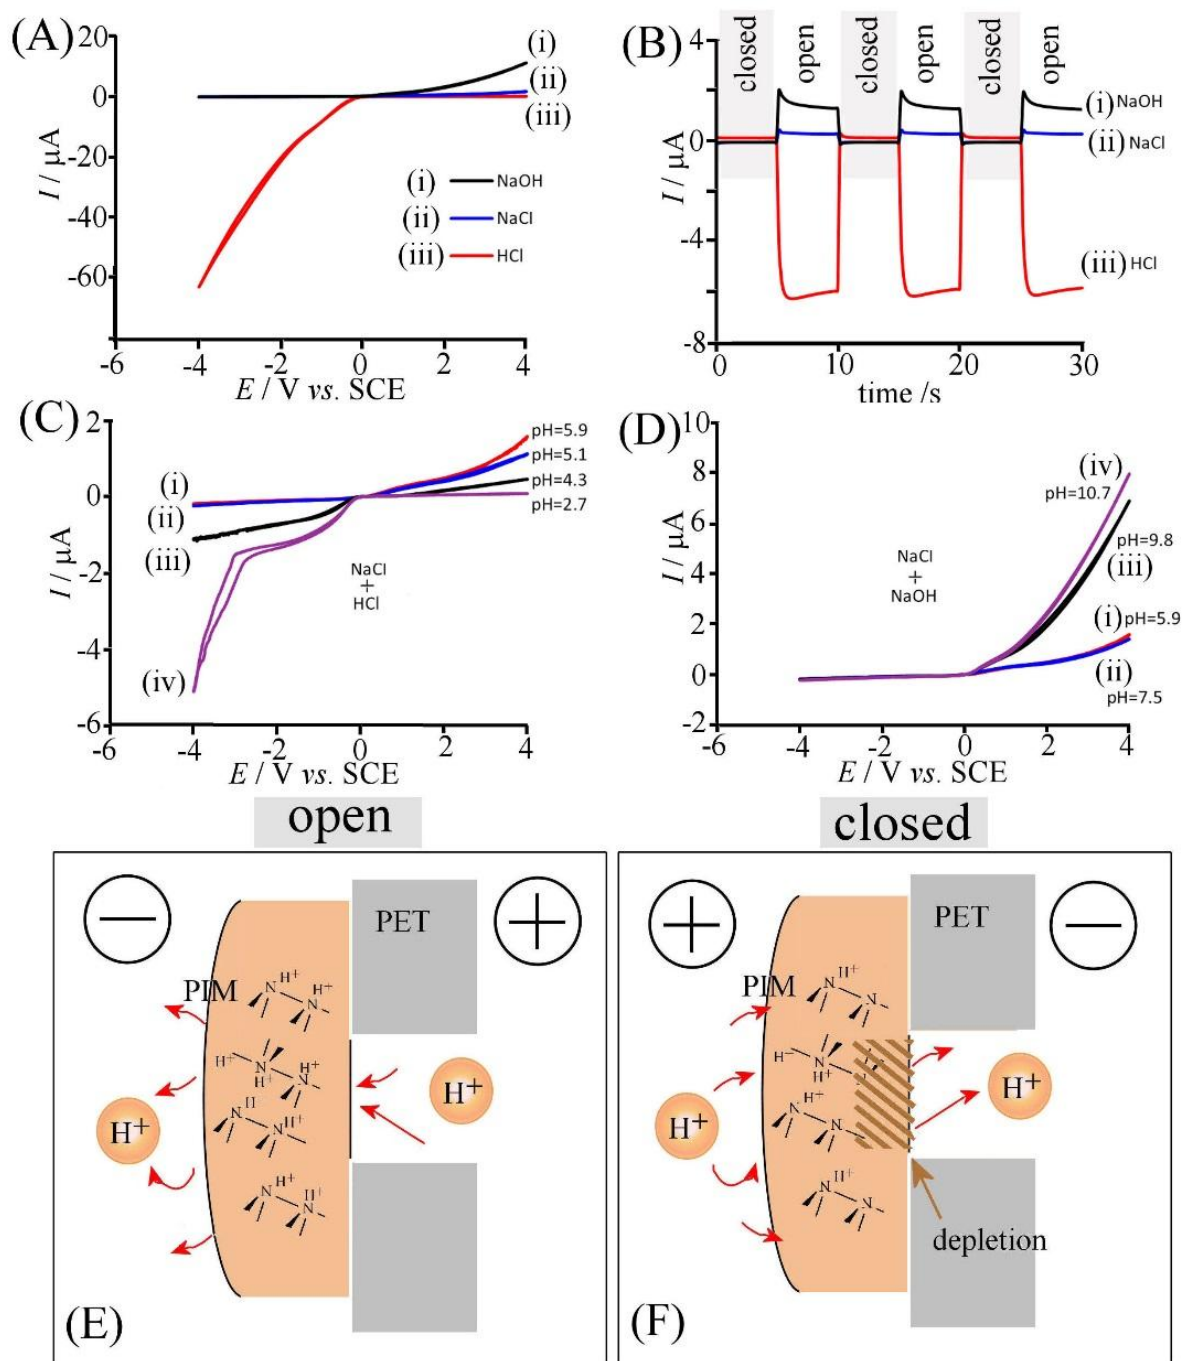 (A)
20
0
-20
-40
-60
I / μA
-6 -4 -2 0 2 4
E / V vs. SCE
(i)
(ii)
(iii)
(i) NaOH
(ii) NaCl
(iii) HCl
(B)
closed open closed open closed open
4
0
-4
-8
I / μA
0 10 20 30
time /s
(i) NaOH
(ii) NaCl
(iii) HCl
(C)
2
0
-2
-4
-6
I / μA
-6 -4 -2 0 2 4
E / V vs. SCE
pH=5.9
pH=5.1
pH=4.3
pH=2.7
(i)
(ii)
(iii)
(iv)
NaCl
+
HCl
(D)
10
8
6
4
2
0
-2
I / μA
-6 -4 -2 0 2 4
E / V vs. SCE
(iv)
pH=10.7
pH=9.8
(iii)
(i) pH=5.9
(ii)
pH=7.5
NaCl
+
NaOH
open
− +
PET
PIM
H+
N N H+
H+ N H+ N H+
N H N H+
H+ N N H+
H+
H+
(E)
closed
+ −
PET
PIM
H+
N N
N H+
H+
N N
H+
N N
H+
H+
depletion
(F)